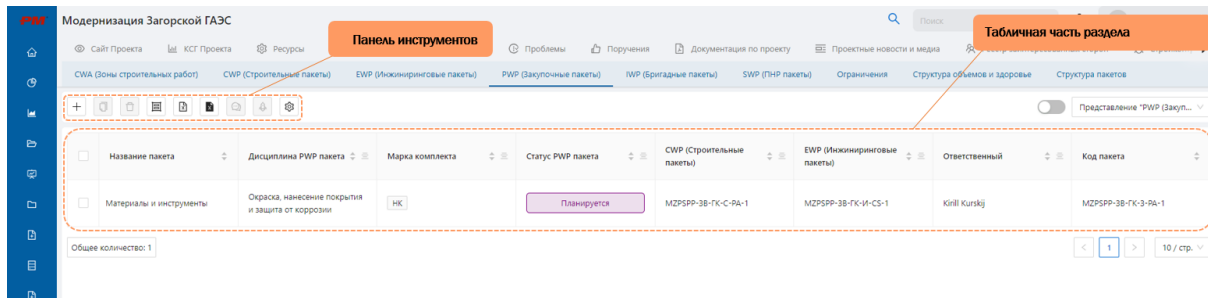 PM
Модернизация Загорской ГАЭС
Поиск
Сайт Проекта
КСГ Проекта
Ресурсы
Панель инструментов
Проблемы
Поручения
Документация по проекту
Проектные новости и медиа
Табличная часть раздела
CWA (Зоны строительных работ)
CWP (Строительные пакеты)
EWP (Инжиниринговые пакеты)
PWP (Закупочные пакеты)
IWP (Бригадные пакеты)
SWP (ПНР пакеты)
Ограничения
Структура объемов и здоровье
Структура пакетов
Представление "PWP (Закуп...
Название пакета
Дисциплина PWP пакета
Марка комплекта
Статус PWP пакета
CWP (Строительные
пакеты)
EWP (Инжиниринговые
пакеты)
Ответственный
Код пакета
Материалы и инструменты
Окраска, нанесение покрытия
и защита от коррозии
НК
Планируется
MZPSPP-3B-ГК-С-РА-1
MZPSPP-3B-ГК-И-CS-1
Kirill Kurskij
MZPSPP-3B-ГК-З-РА-1
Общее количество: 1
<
1
>
10 / стр.